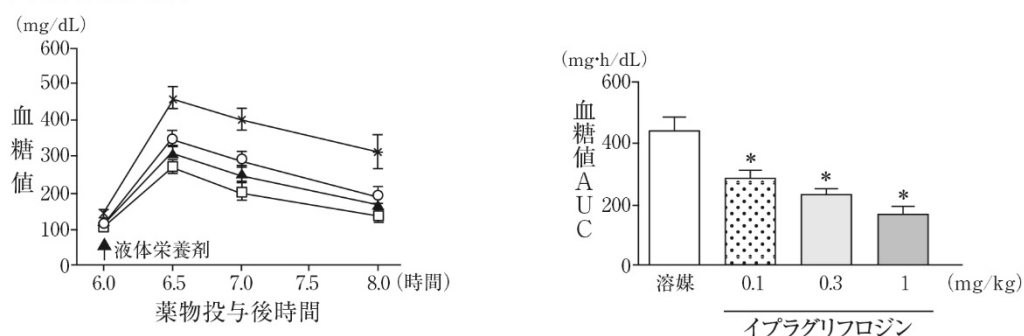 (mg/dL)
600
500
400
300
200
100
0
血糖値
液体栄養剤
6.0 6.5 7.0 7.5 8.0 (時間)
薬物投与後時間
(mg·h/dL)
600
400
200
0
血糖値AUC
* * *
溶媒 0.1 0.3 1 (mg/kg)
イプラグリフロジン